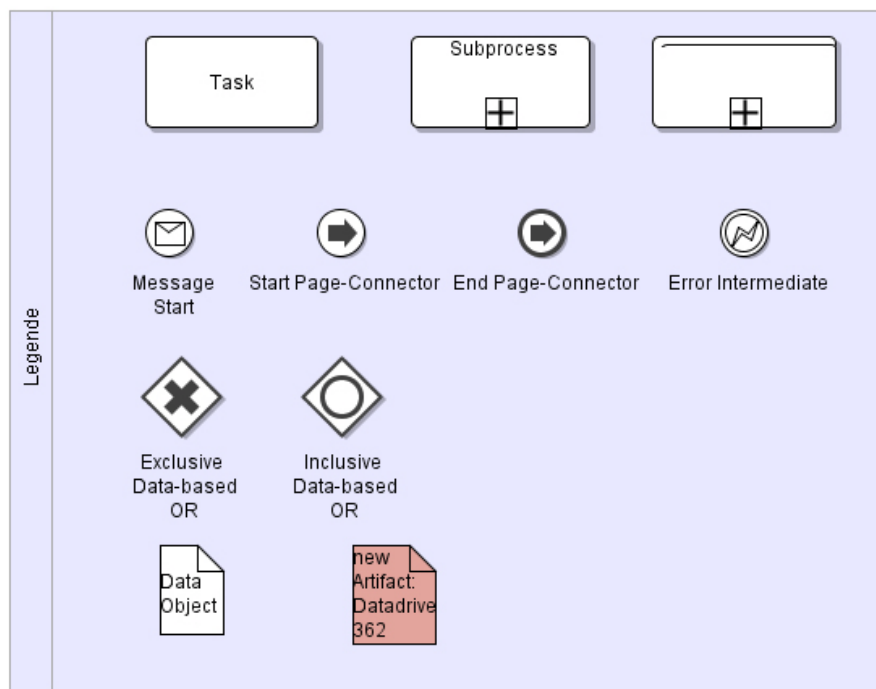 Task
Subprocess
Message
Start
Start Page-Connector
End Page-Connector
Error Intermediate
Legende
Exclusive
Data-based
OR
Inclusive
Data-based
OR
Data
Object
new
Artifact:
Datadrive
362